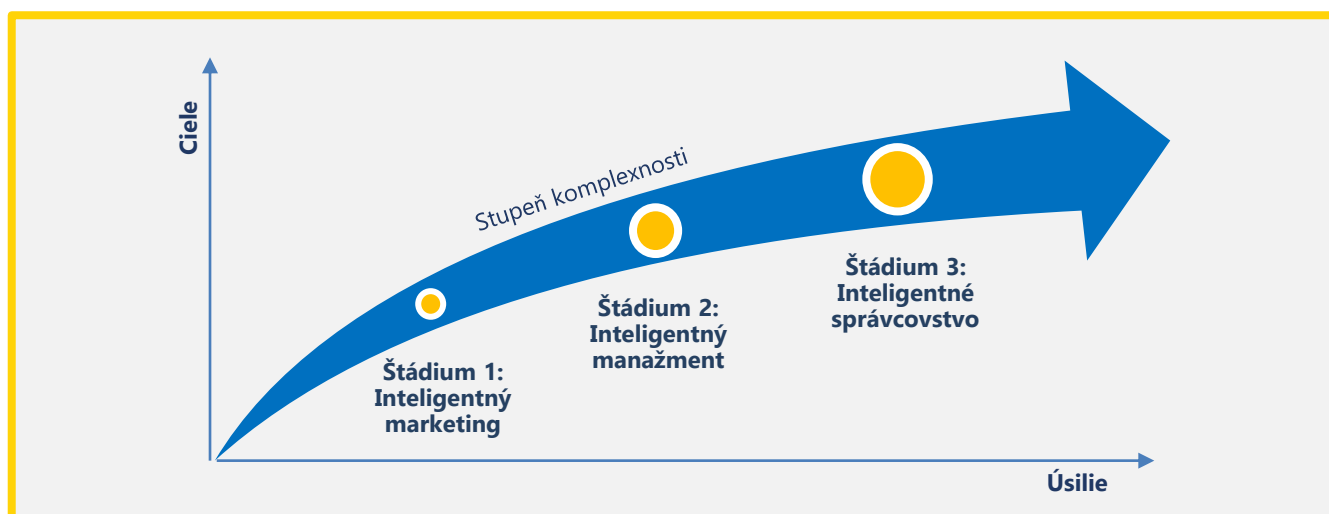 Ciele
Stupeň komplexnosti
Štádium 1:
Inteligentný
marketing
Štádium 2:
Inteligentný
manažment
Štádium 3:
Inteligentné
správcovstvo
Úsilie